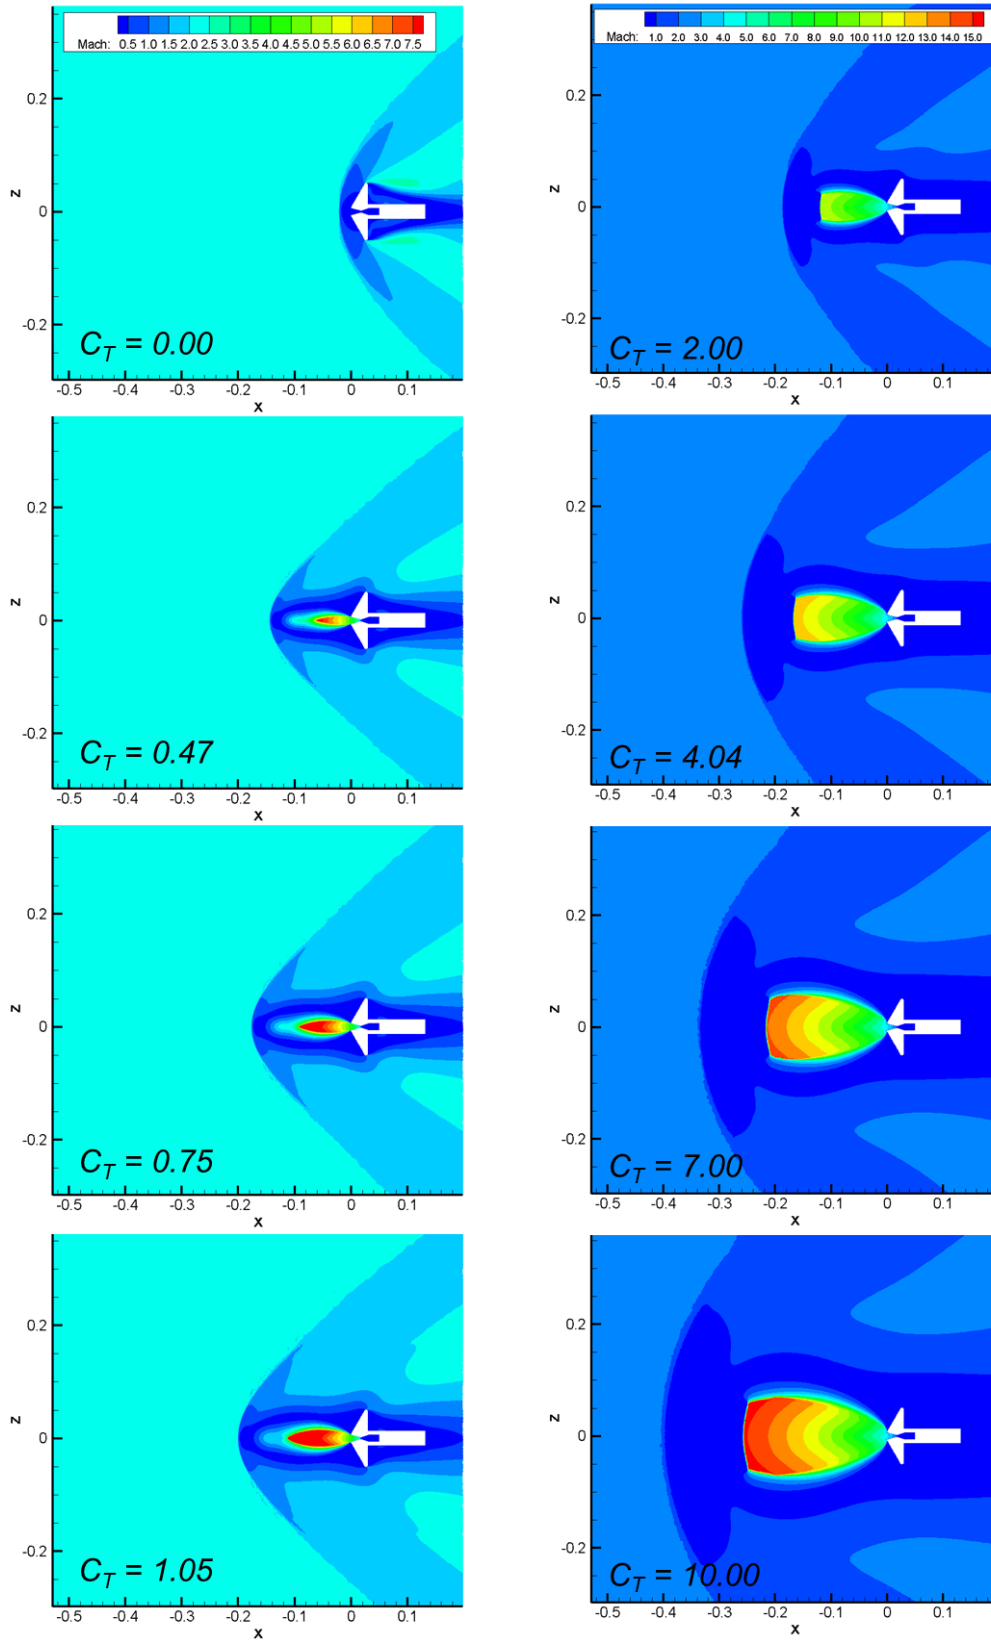 Mach: 0.5 1.0 1.5 2.0 2.5 3.0 3.5 4.0 4.5 5.0 5.5 6.0 6.5 7.0 7.5
z
0.2
0
-0.2
C_T = 0.00
-0.5 -0.4 -0.3 -0.2 -0.1 0 0.1
x
z
0.2
0
-0.2
C_T = 0.47
-0.5 -0.4 -0.3 -0.2 -0.1 0 0.1
x
z
0.2
0
-0.2
C_T = 0.75
-0.5 -0.4 -0.3 -0.2 -0.1 0 0.1
x
z
0.2
0
-0.2
C_T = 1.05
-0.5 -0.4 -0.3 -0.2 -0.1 0 0.1
x
Mach: 1.0 2.0 3.0 4.0 5.0 6.0 7.0 8.0 9.0 10.0 11.0 12.0 13.0 14.0 15.0
z
0.2
0
-0.2
C_T = 2.00
-0.5 -0.4 -0.3 -0.2 -0.1 0 0.1
x
z
0.2
0
-0.2
C_T = 4.04
-0.5 -0.4 -0.3 -0.2 -0.1 0 0.1
x
z
0.2
0
-0.2
C_T = 7.00
-0.5 -0.4 -0.3 -0.2 -0.1 0 0.1
x
z
0.2
0
-0.2
C_T = 10.00
-0.5 -0.4 -0.3 -0.2 -0.1 0 0.1
x